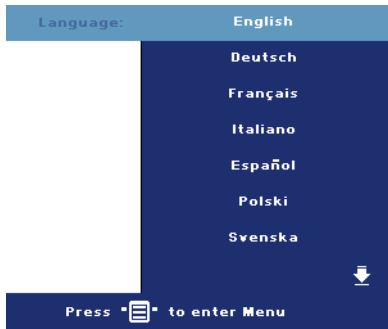 Language: English
Deutsch
Français
Italiano
Español
Polski
Svenska
Press "" to enter Menu